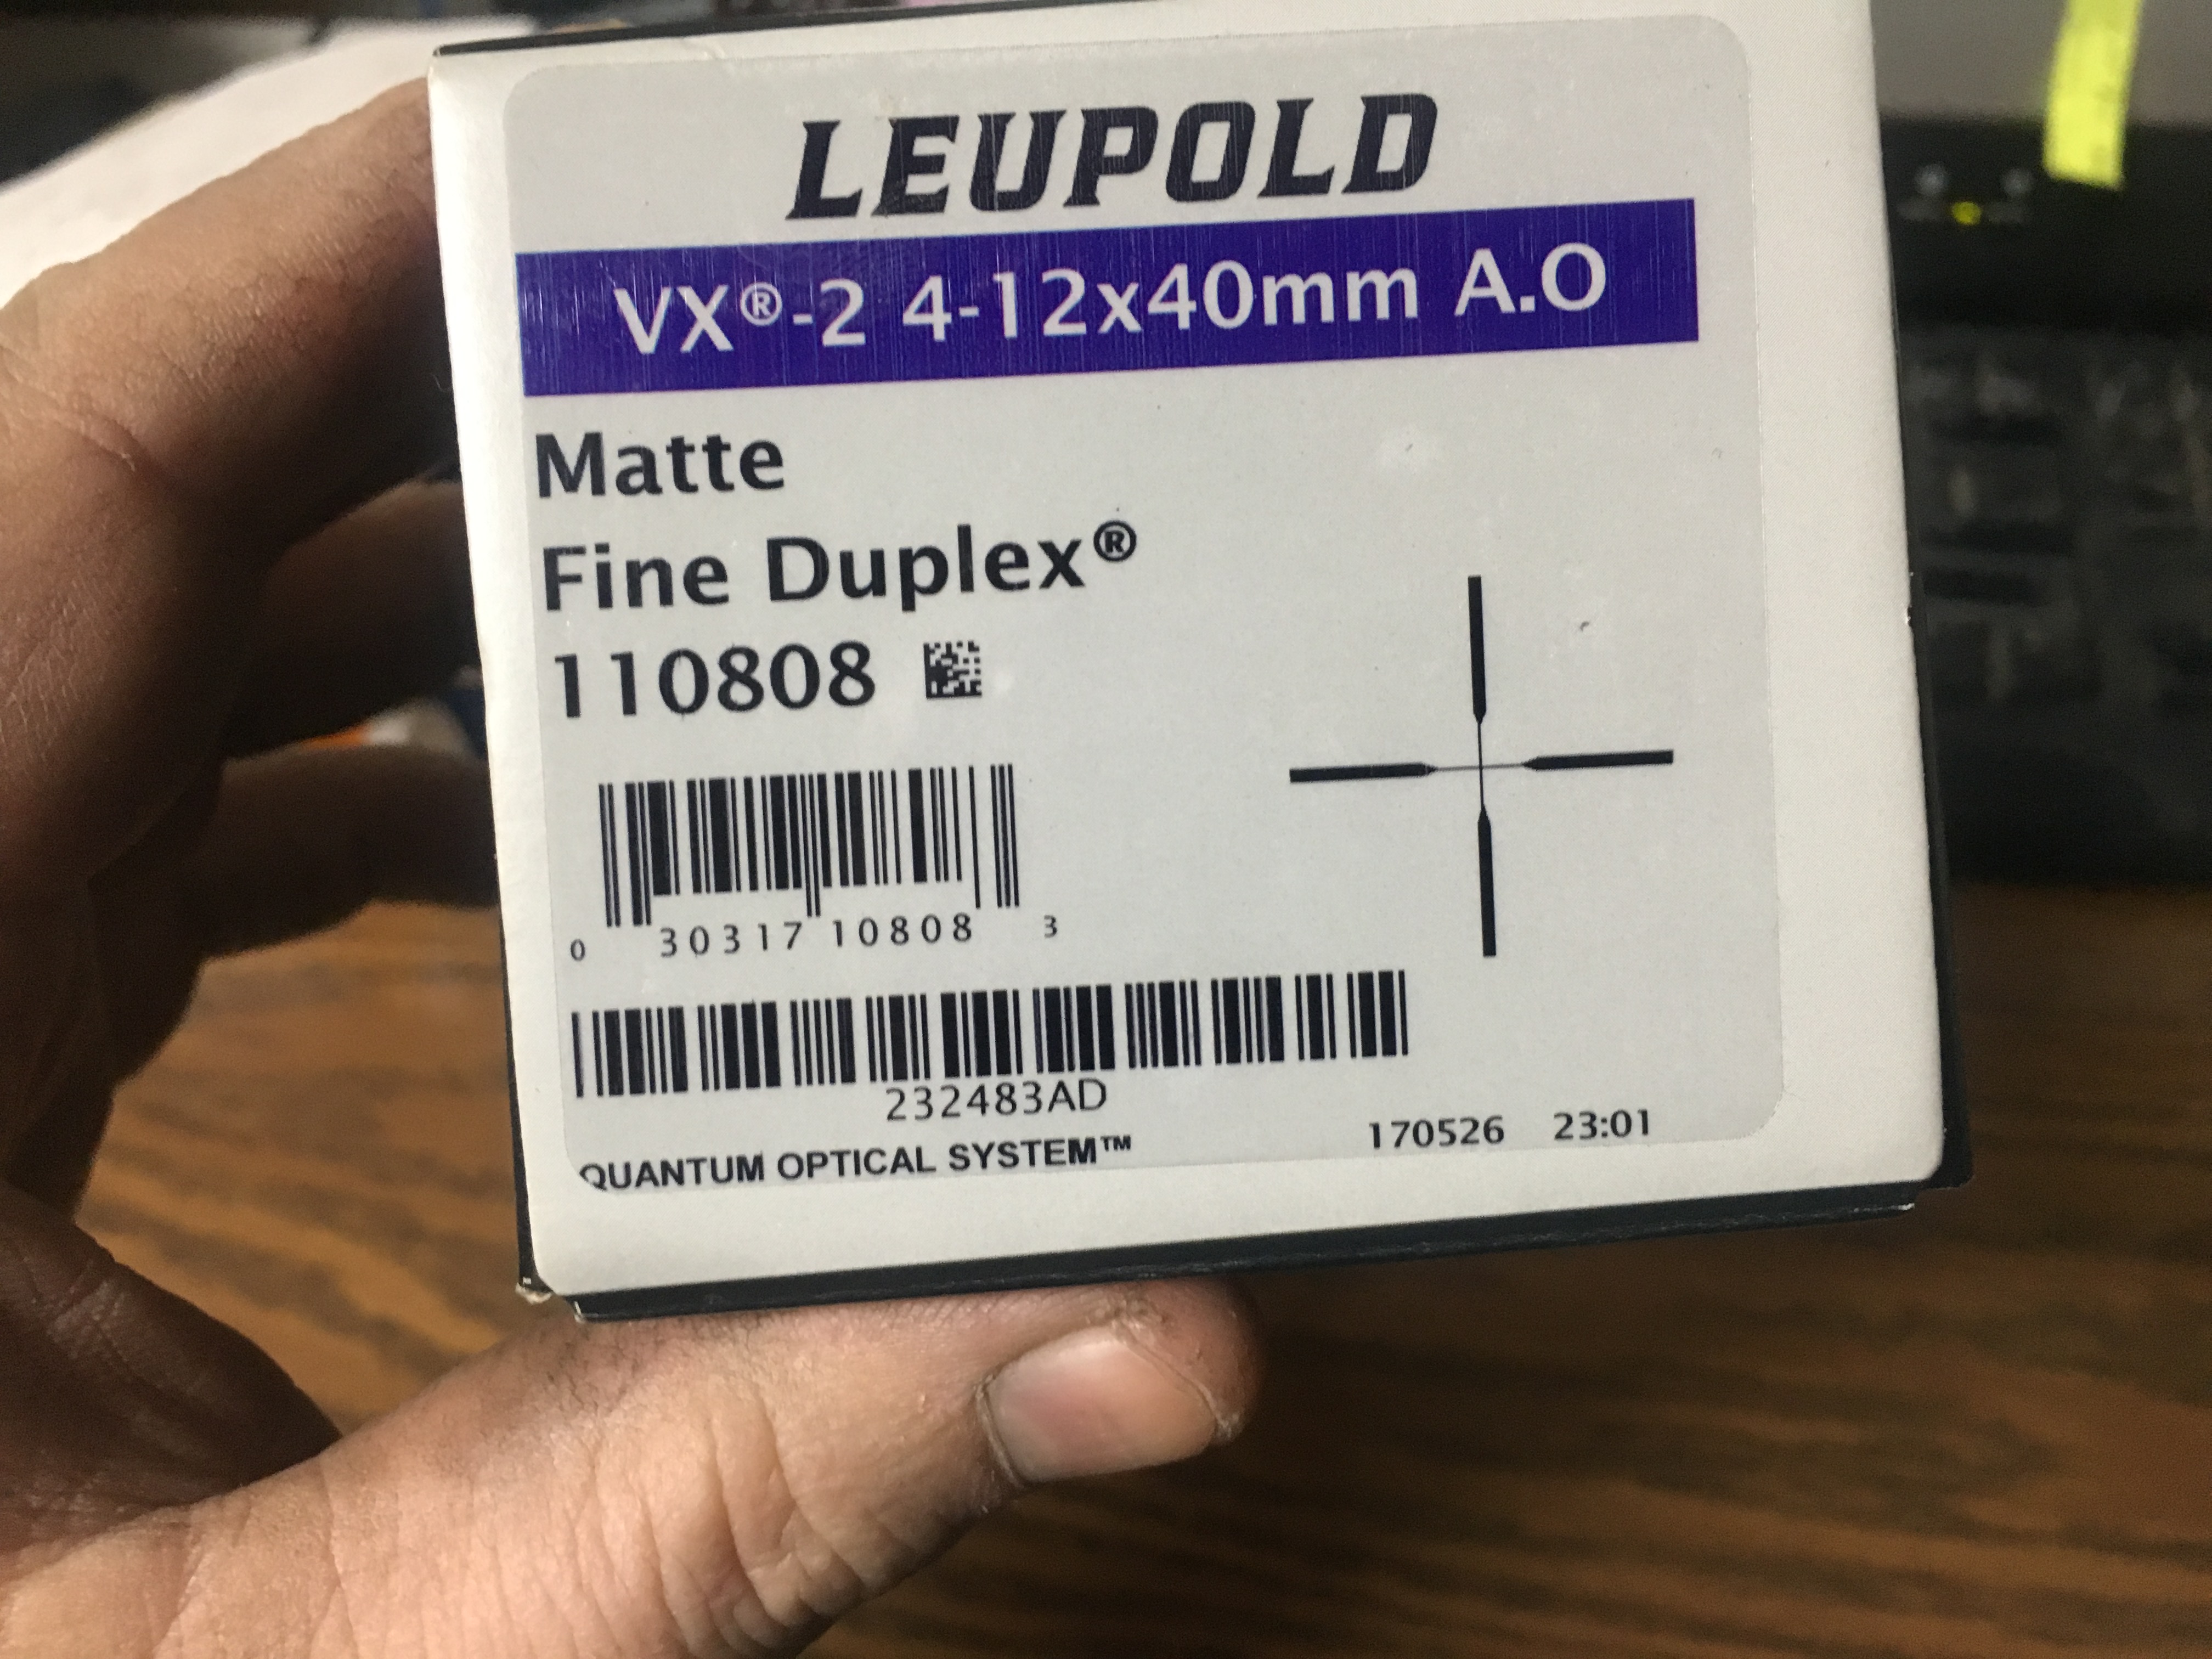 LEUPOLD
VX®-2 4-12x40mm A.O
Matte
Fine Duplex®
110808
0 30317 10808 3
232483AD
QUANTUM OPTICAL SYSTEM™ 170526 23:01